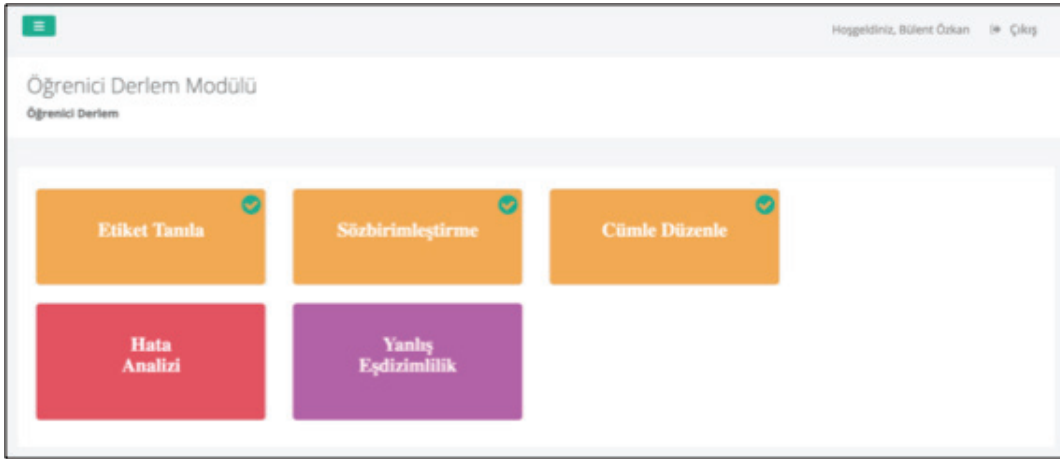 Hoşgeldiniz, Bülent Özkan Çıkış
Öğrenici Derlem Modülü
Öğrenici Derlem
Etiket Tanıla Sözbirimleştirme Cümle Düzenle
Hata Yanlış
Analizi Eşdizimlilik